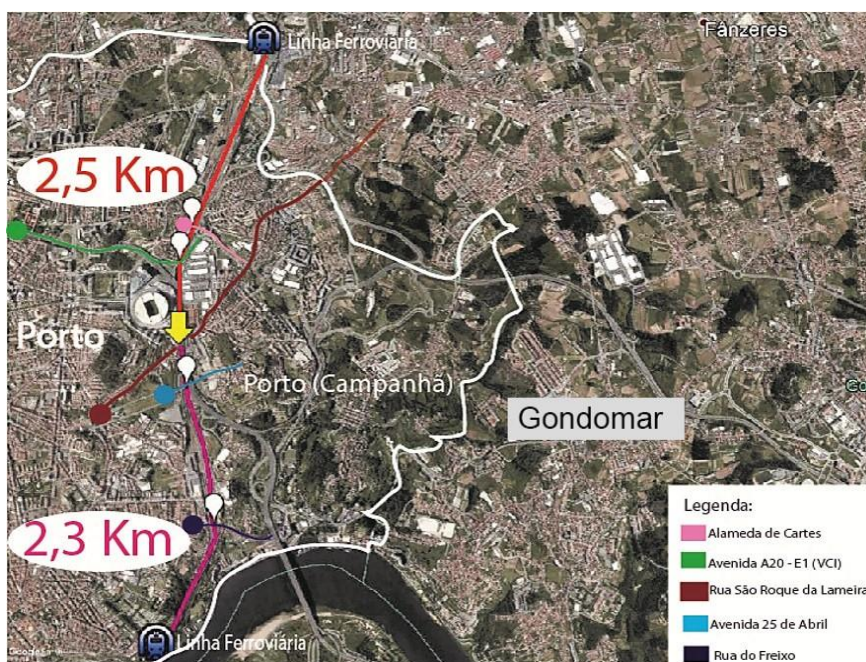 Fânzeres
Linha Ferroviária
2,5 Km
Porto
Porto (Campanhã)
Gondomar
2,3 Km
Linha Ferroviária
Legenda:
Alameda de Cartes
Avenida A20 - E1 (VCI)
Rua São Roque da Lameira
Avenida 25 de Abril
Rua do Freixo